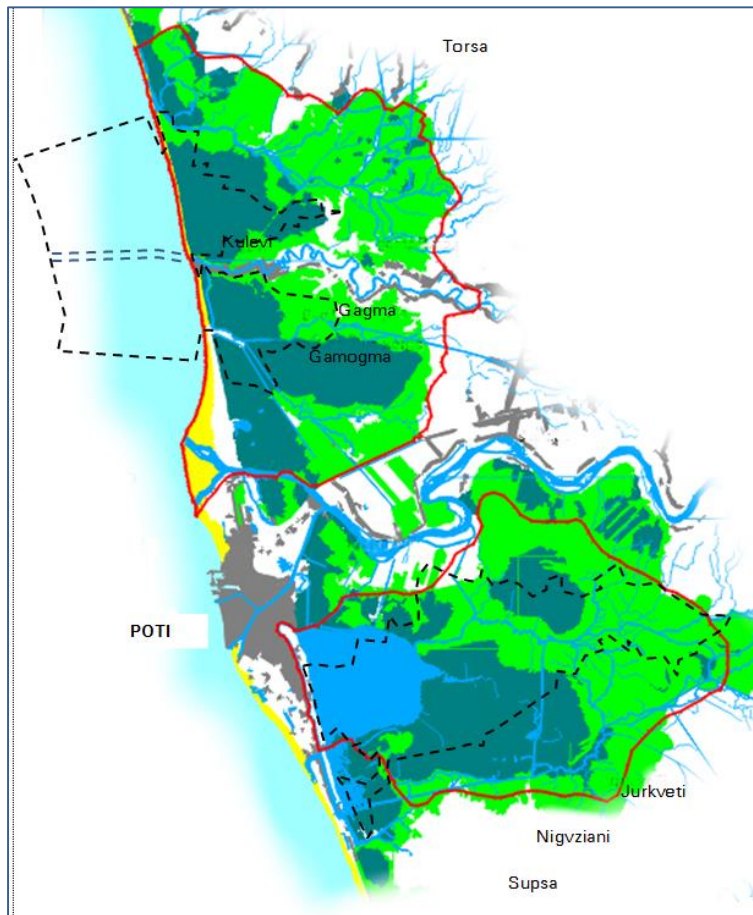 Torsa
Kulevi
Gagma
Gamogma
POTI
Jurkveti
Nigvziani
Supsa